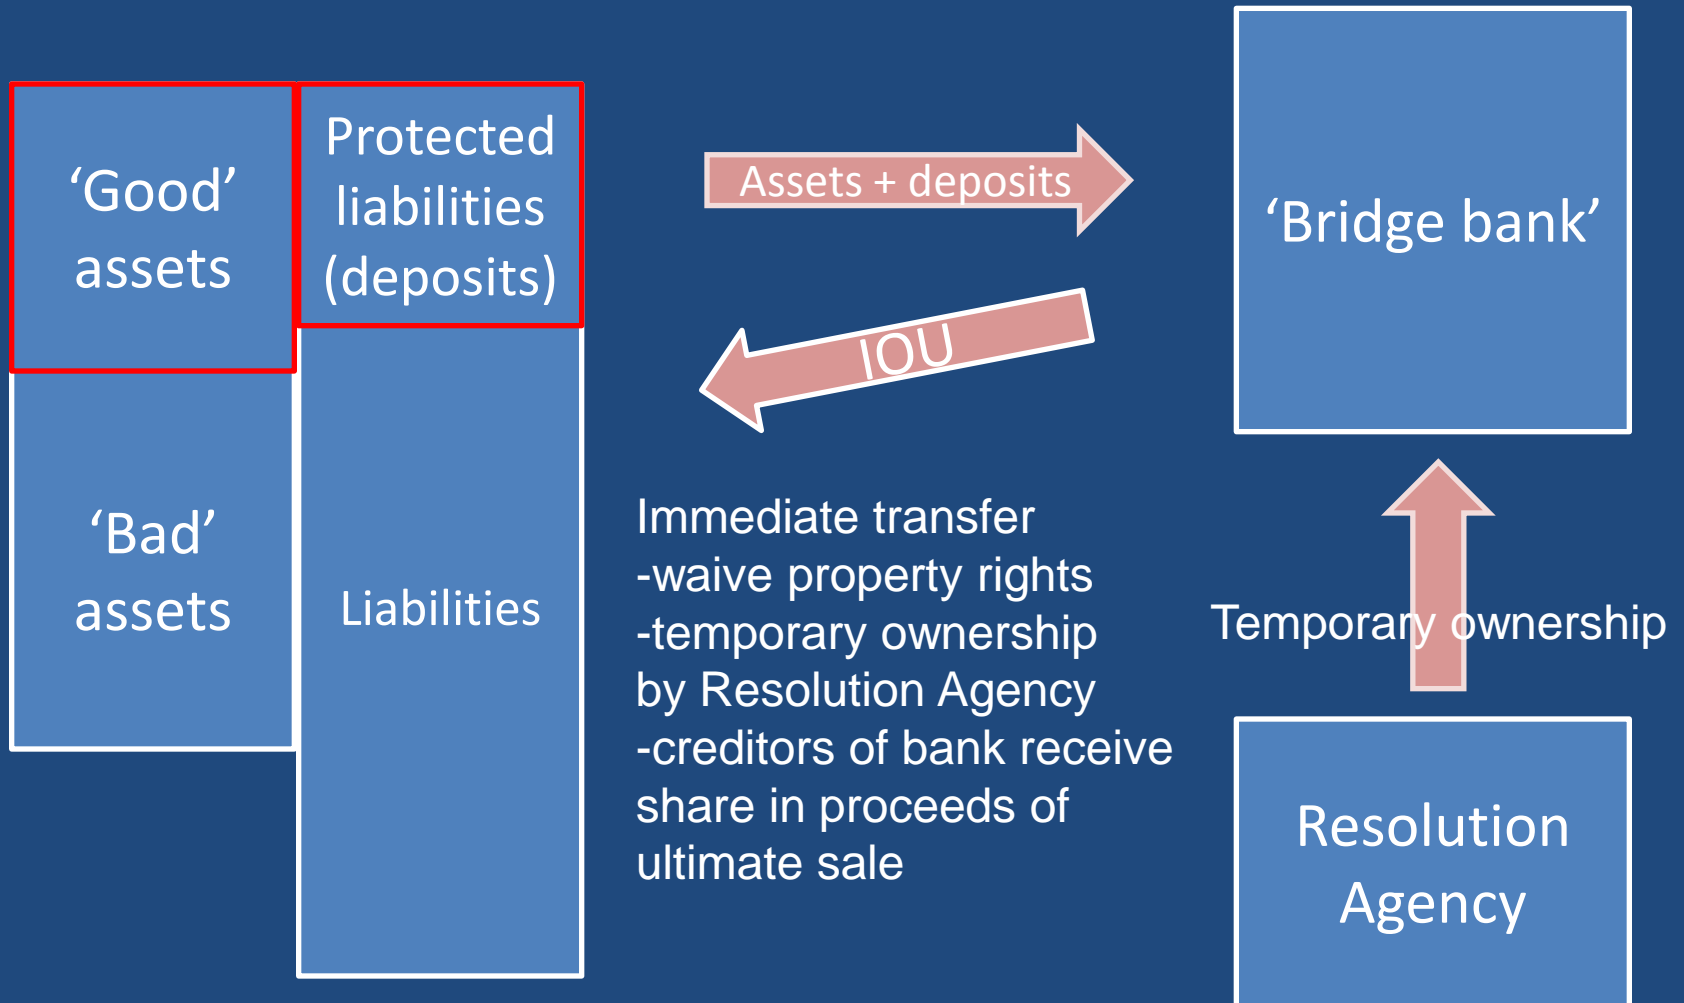 ‘Good’
assets
Protected
liabilities
(deposits)
‘Bad’
assets
Liabilities
Assets + deposits
IOU
Immediate transfer
-waive property rights
-temporary ownership
by Resolution Agency
-creditors of bank receive
share in proceeds of
ultimate sale
‘Bridge bank’
Temporary ownership
Resolution
Agency